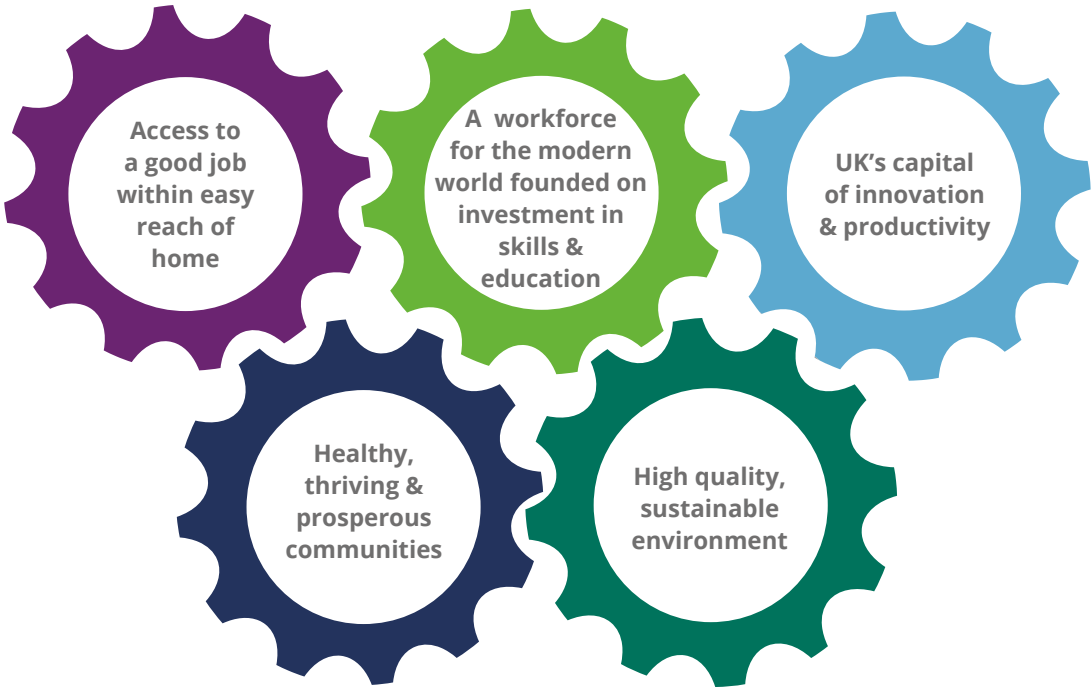 Access to
a good job
within easy
reach of
home
A workforce
for the modern
world founded on
investment in
skills &
education
UK’s capital
of innovation
& productivity
Healthy,
thriving &
prosperous
communities
High quality,
sustainable
environment